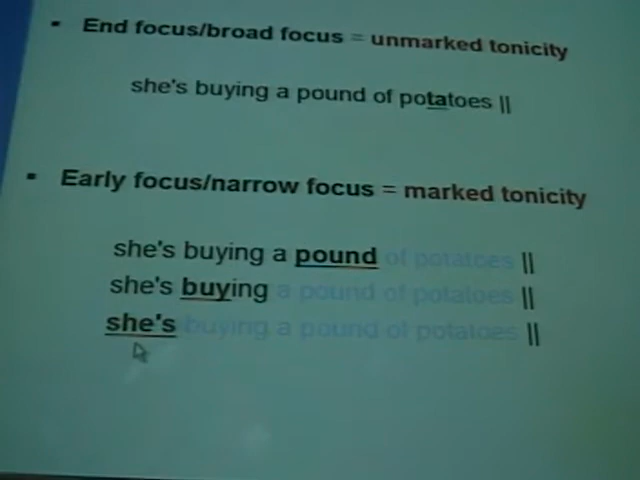 End focus/broad focus = unmarked tonicity
she's buying a pound of potatoes ||
Early focus/narrow focus = marked tonicity
she's buying a pound of potatoes ||
she's buying a pound of potatoes ||
she's buying a pound of potatoes ||